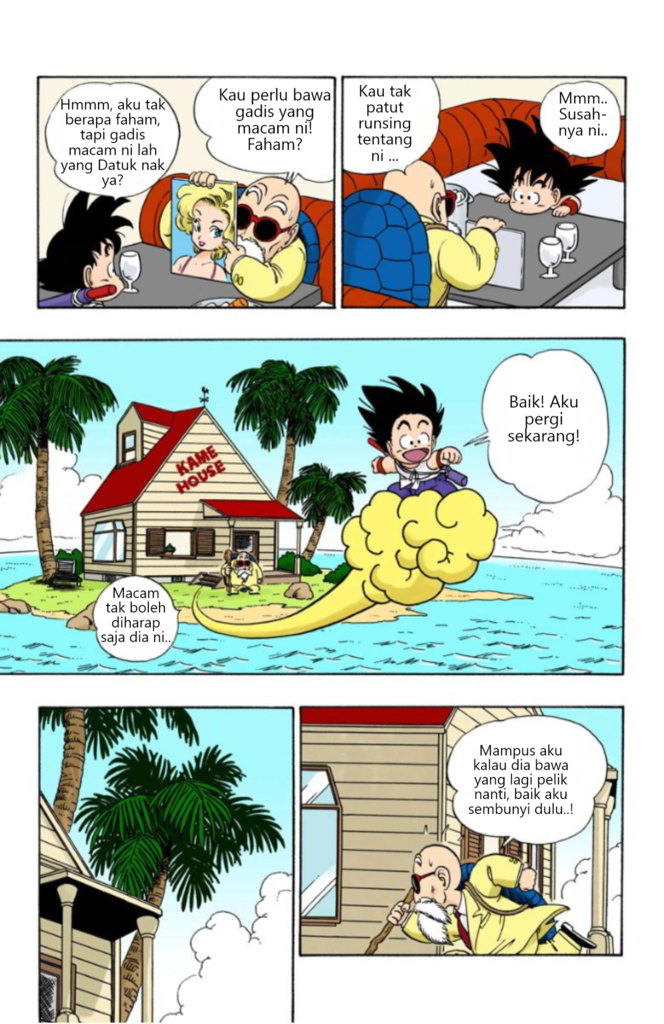 Mmm..
Susah-
nya ni..
Kau tak
patut
runsing
tentang
ni ...
Kau perlu bawa
gadis yang
macam ni!
Faham?
Hmmm, aku tak
berapa faham,
tapi gadis
macam ni lah
yang Datuk nak
ya?
Baik! Aku
pergi
sekarang!
KAME
HOUSE
Macam
tak boleh
diharap
saja dia ni..
Mampus aku
kalau dia bawa
yang lagi pelik
nanti, baik aku
sembunyi dulu..!